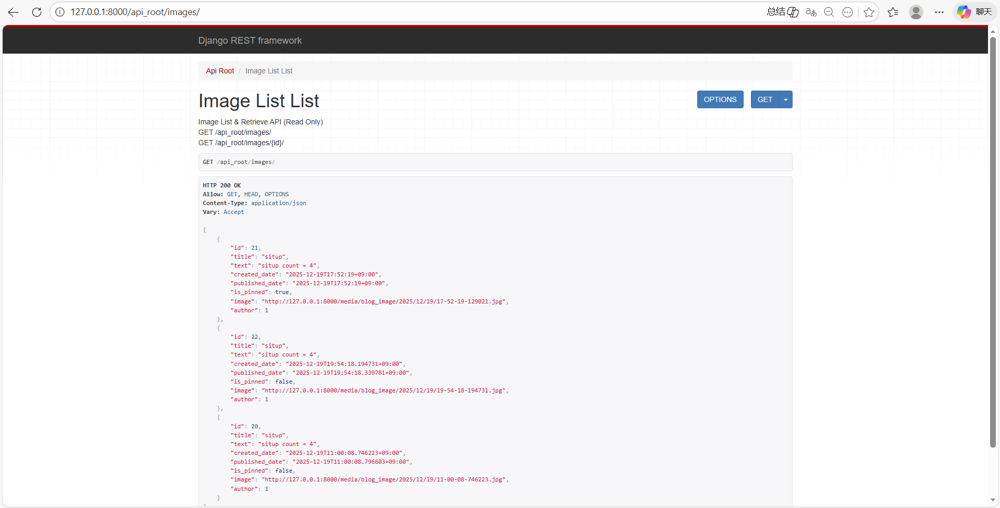 127.0.0.1:8000/api_root/images/
总结
聊天
Django REST framework
Api Root / Image List List
Image List List
OPTIONS
GET
Image List & Retrieve API (Read Only)
GET /api_root/images/
GET /api_root/images/{id}/
GET /api_root/images/
HTTP 200 OK
Allow: GET, HEAD, OPTIONS
Content-Type: application/json
Vary: Accept
[
{
"id": 21,
"title": "situp",
"text": "situp count = 4",
"created_date": "2025-12-19T17:52:19+09:00",
"published_date": "2025-12-19T17:52:19+09:00",
"is_pinned": true,
"image": "http://127.0.0.1:8000/media/blog_image/2025/12/19/17-52-19-129021.jpg",
"author": 1
},
{
"id": 22,
"title": "situp",
"text": "situp count = 4",
"created_date": "2025-12-19T19:54:18.194731+09:00",
"published_date": "2025-12-19T19:54:18.339781+09:00",
"is_pinned": false,
"image": "http://127.0.0.1:8000/media/blog_image/2025/12/19/19-54-18-194731.jpg",
"author": 1
},
{
"id": 20,
"title": "situp",
"text": "situp count = 4",
"created_date": "2025-12-19T11:00:08.746223+09:00",
"published_date": "2025-12-19T11:00:08.796603+09:00",
"is_pinned": false,
"image": "http://127.0.0.1:8000/media/blog_image/2025/12/19/11-00-08-746223.jpg",
"author": 1
}
]